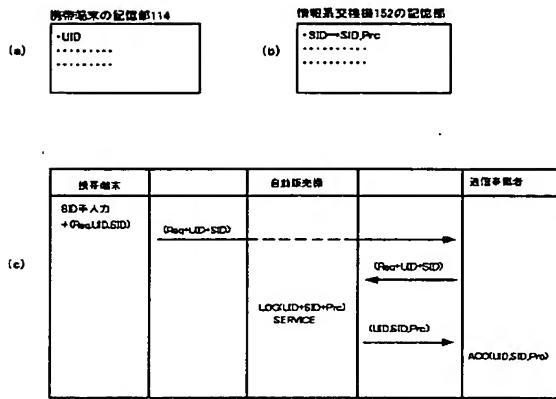 携帯端末の記憶部114
情報系交換機152の記憶部
(a)
・UID
(b)
・SID→SID,Prc
携帯端末
自動販売機
通信事業者
SID手入力
+(Req,UID,SID)
(Req+UID+SID)
(Req+UID+SID)
(c)
LOG(UID+SID+Prc)
SERVICE
(UID,SID,Prc)
ACC(UID,SID,Prc)